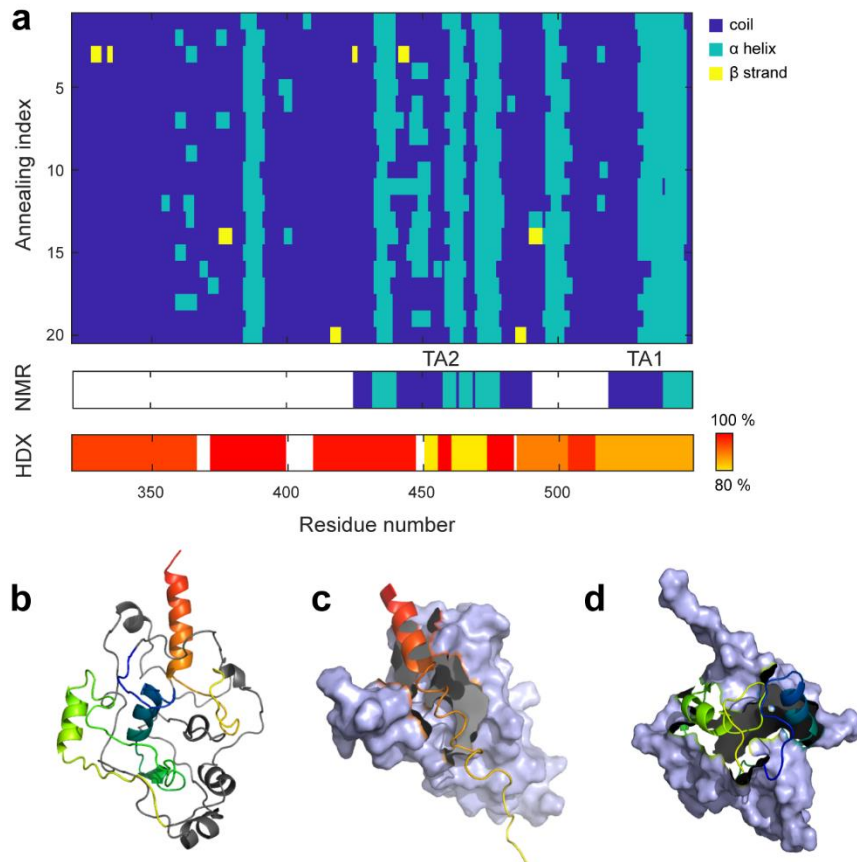 a
coil
α helix
β strand
Annealing index
5
10
15
20
TA2 TA1
NMR
HDX
100 %
80 %
350 400 450 500
Residue number
b c d